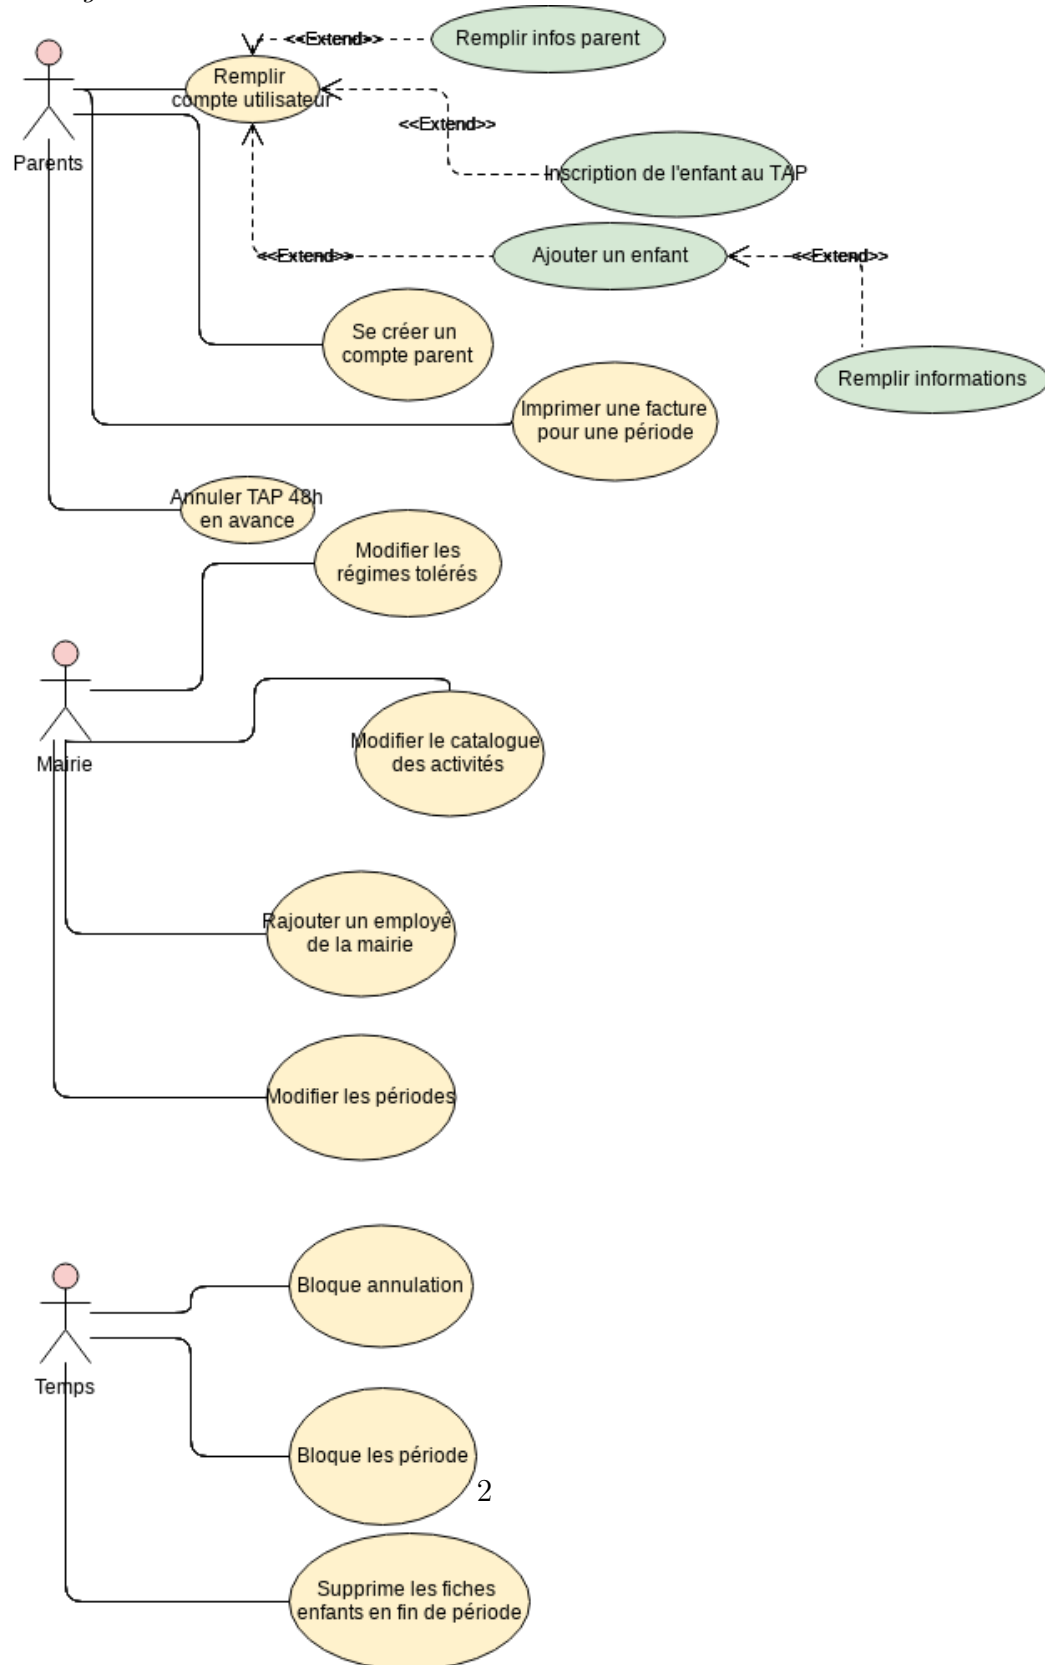 <<Extend>>
Remplir infos parent
Remplir
compte utilisateur
<<Extend>>
Parents
Inscription de l'enfant au TAP
<<Extend>>
Ajouter un enfant
<<Extend>>
Se créer un
compte parent
Remplir informations
Imprimer une facture
pour une période
Annuler TAP 48h
en avance
Modifier les
régimes tolérés
Mairie
Modifier le catalogue
des activités
Rajouter un employé
de la mairie
Modifier les périodes
Bloque annulation
Temps
Bloque les période
2
Supprime les fiches
enfants en fin de période